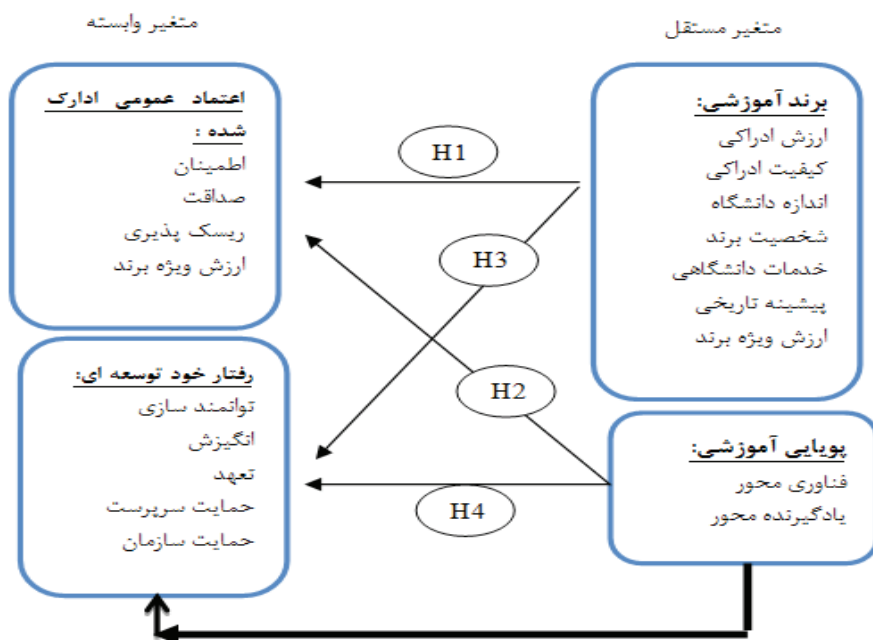 متغیر مستقل
متغیر وابسته
برند آموزشی:
ارزش ادراکی
کیفیت ادراکی
اندازه دانشگاه
شخصیت برند
خدمات دانشگاهی
پیشینه تاریخی
ارزش ویژه برند
پویایی آموزشی:
فناوری محور
یادگیرنده محور
H1
H3
H2
H4
اعتماد عمومی ادارک
شده :
اطمینان
صداقت
ریسک پذیری
ارزش ویژه برند
رفتار خود توسعه ای:
توانمند سازی
انگیزش
تعهد
حمایت سرپرست
حمایت سازمان